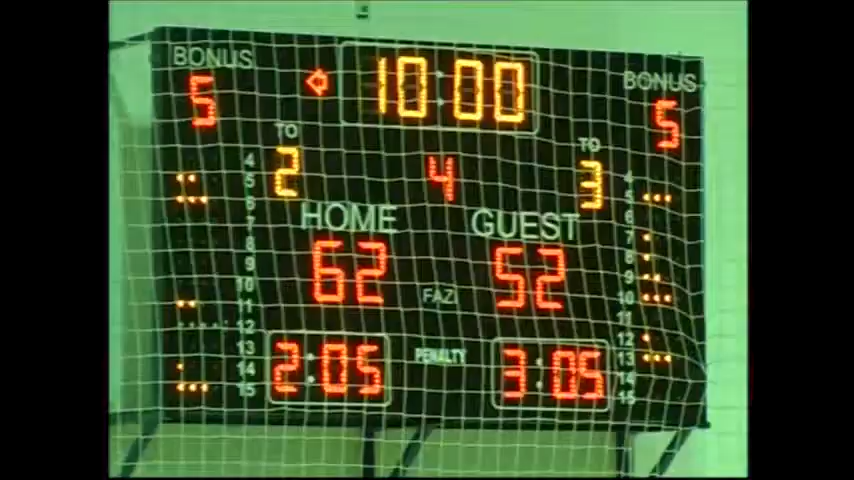 BONUS 10:00 BONUS
5 5
TO TO
2 4 3
HOME GUEST
62 FAZI 52
2:05 PENALTY 3:05
4 4
5 5
6 6
7 7
8 8
9 9
10 10
11 11
12 12
13 13
14 14
15 15